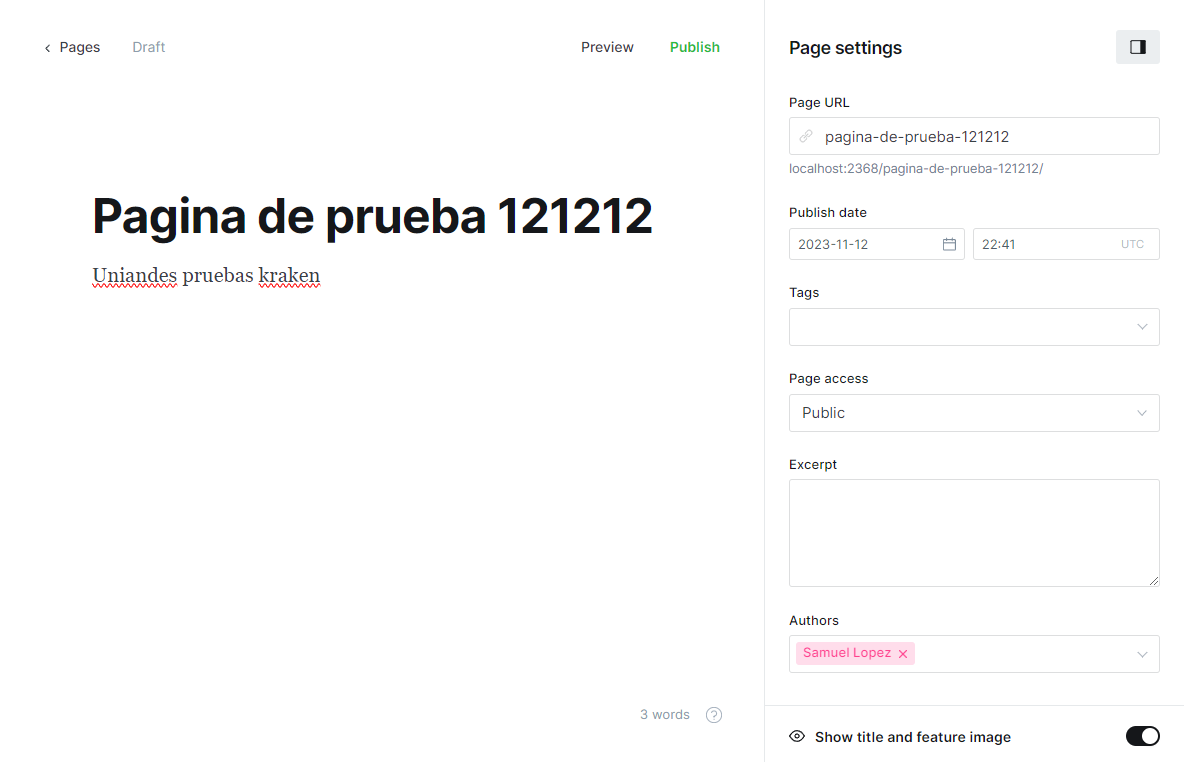 Pages
Draft
Preview
Publish
Pagina de prueba 121212
Uniandes pruebas kraken
3 words
?
Page settings
Page URL
pagina-de-prueba-121212
localhost:2368/pagina-de-prueba-121212/
Publish date
2023-11-12
22:41
UTC
Tags
Page access
Public
Excerpt
Authors
Samuel Lopez
Show title and feature image